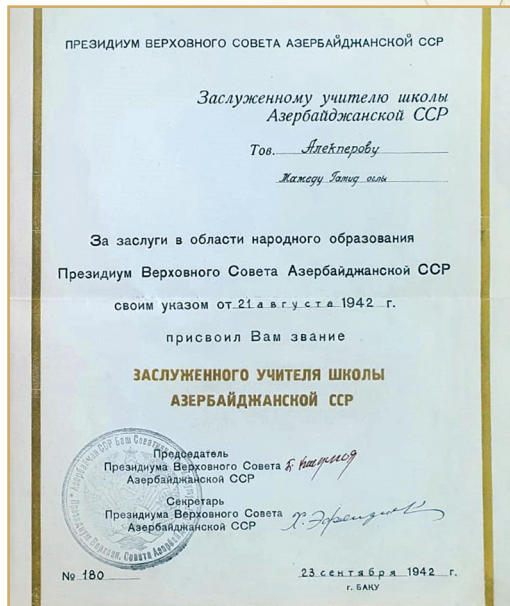 ПРЕЗИДИУМ ВЕРХОВНОГО СОВЕТА АЗЕРБАЙДЖАНСКОЙ ССР
Заслуженному учителю школы
Азербайджанской ССР
Тов. Алекперову
Мамеду Гамид оглы
За заслуги в области народного образования
Президиум Верховного Совета Азербайджанской ССР
своим указом от 21 августа 1942 г.
присвоил Вам звание
ЗАСЛУЖЕННОГО УЧИТЕЛЯ ШКОЛЫ
АЗЕРБАЙДЖАНСКОЙ ССР
Председатель
Президиума Верховного Совета
Азербайджанской ССР
Секретарь
Президиума Верховного Совета Х. Эфендиев
Азербайджанской ССР
№ 180
23 сентября 1942 г.
г. БАКУ